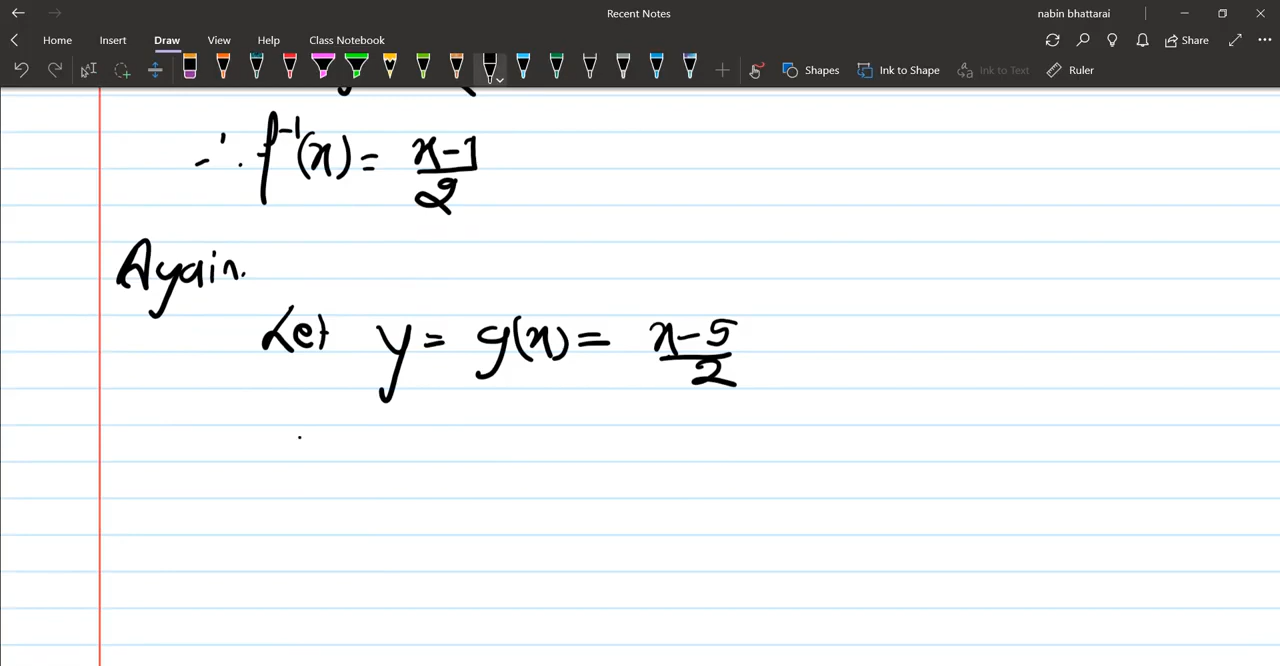 Recent Notes
nabin bhattarai
Home Insert Draw View Help Class Notebook
Share
Shapes Ink to Shape Ink to Text Ruler
∴ f⁻¹(x) = (x-1)/2
Again.
Let y = g(x) = (x-5)/2